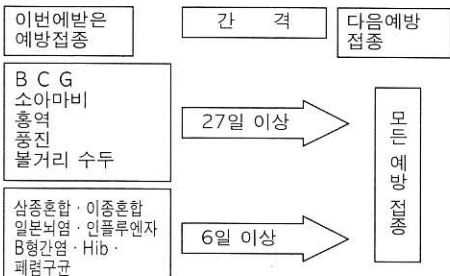 이번에받은
예방접종
간 격
다음예방
접종
B C G
소아마비
홍역
풍진
볼거리 수두
27일 이상
모든 예방 접종
삼종혼합 · 이종혼합
일본뇌염 · 인플루엔자
B형간염 · Hib ·
페렴구균
6일 이상